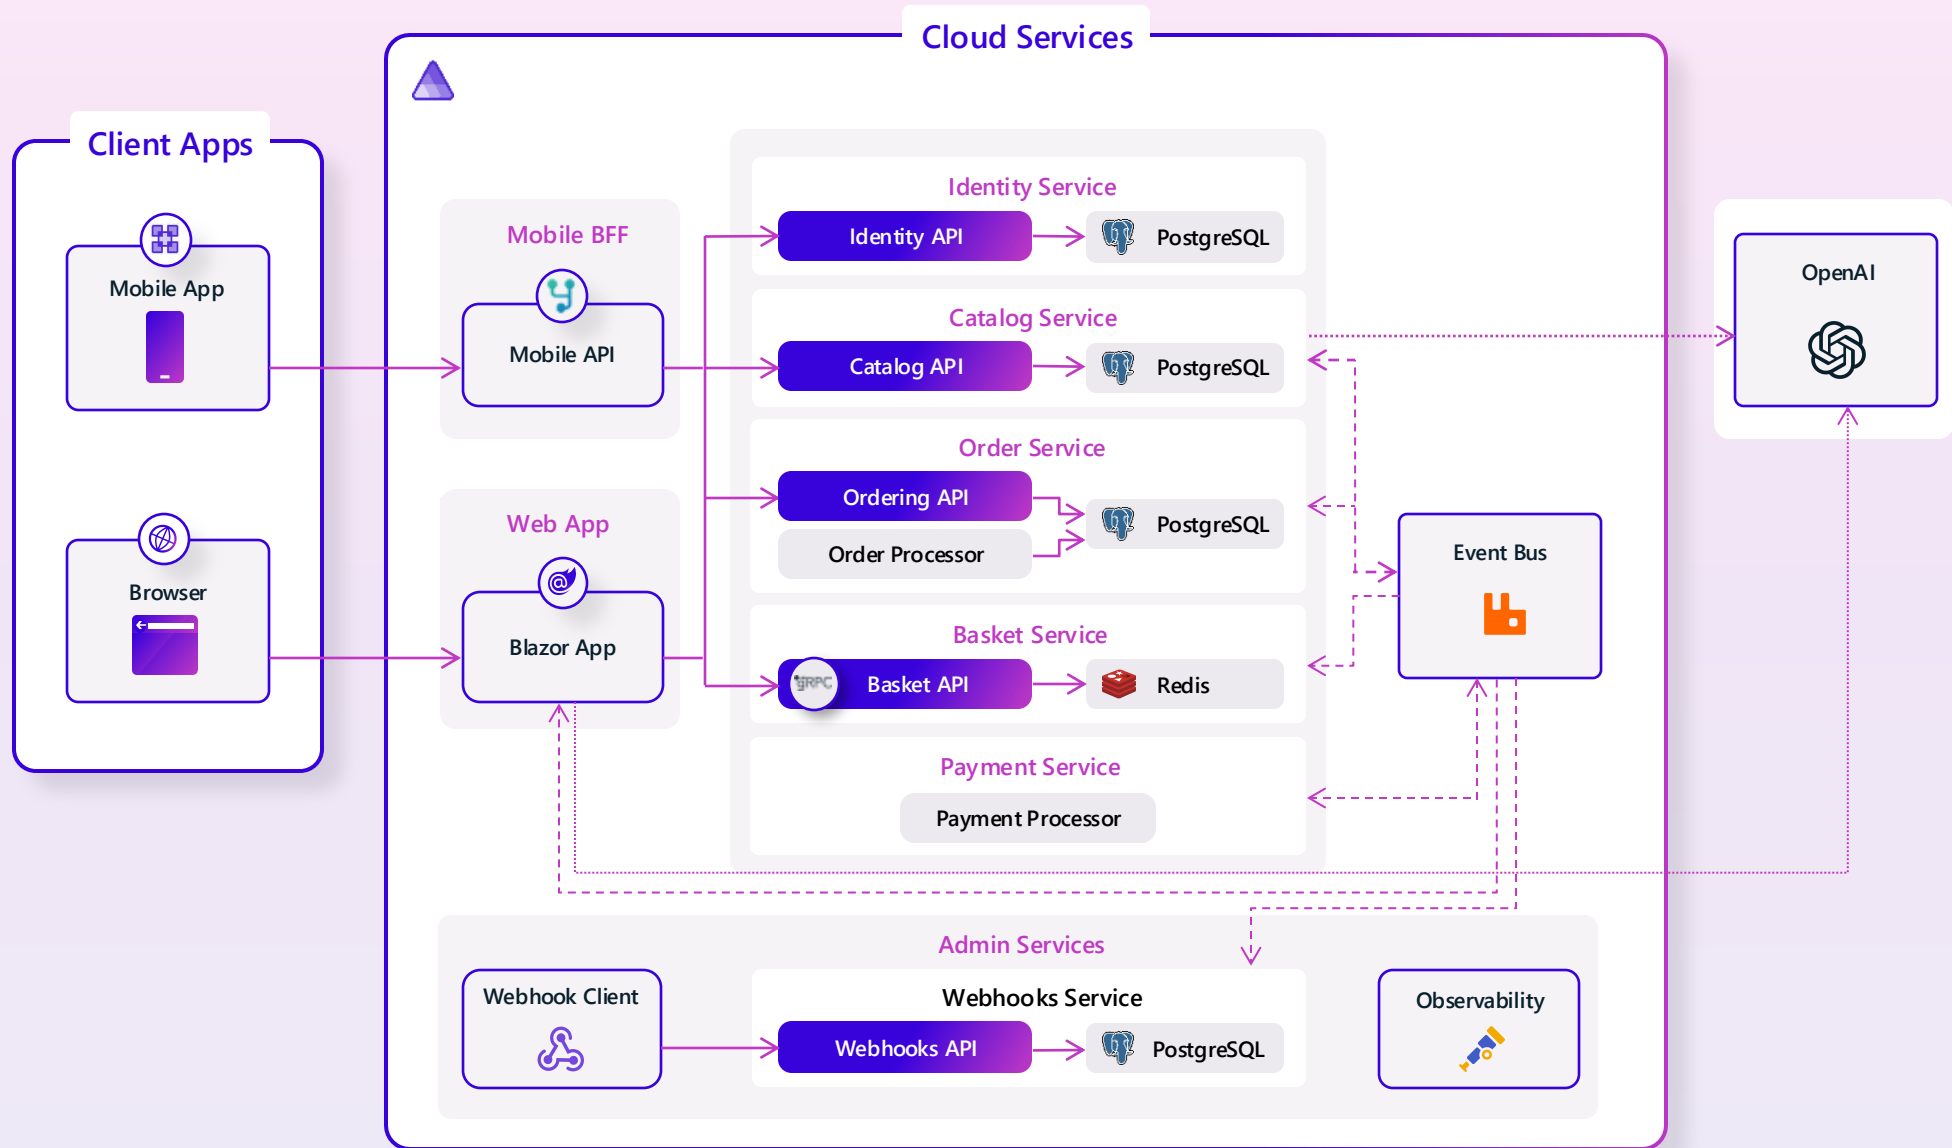 Cloud Services
Client Apps
Mobile App
Browser
Mobile BFF
Mobile API
Web App
Blazor App
Identity Service
Identity API
PostgreSQL
Catalog Service
Catalog API
PostgreSQL
Order Service
Ordering API
Order Processor
PostgreSQL
Basket Service
gRPC
Basket API
Redis
Payment Service
Payment Processor
Event Bus
OpenAI
Admin Services
Webhook Client
Webhooks Service
Webhooks API
PostgreSQL
Observability